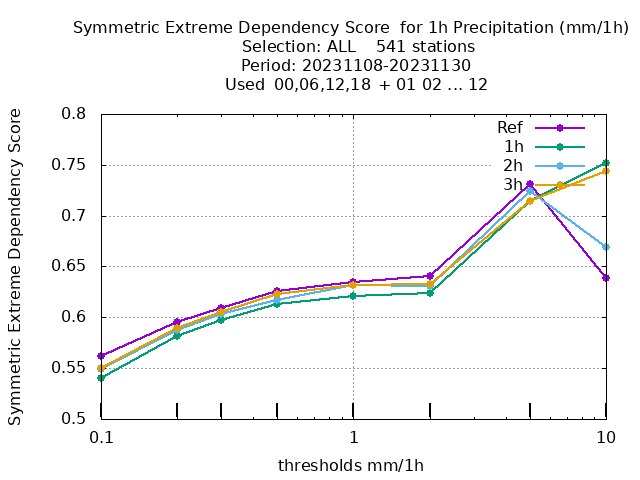 Symmetric Extreme Dependency Score  for 1h Precipitation (mm/1h)
Selection: ALL    541 stations
Period: 20231108-20231130
Used  00,06,12,18  + 01 02 ... 12
Symmetric Extreme Dependency Score
0.8
0.75
0.7
0.65
0.6
0.55
0.5
Ref
1h
2h
3h
0.1
1
10
thresholds mm/1h